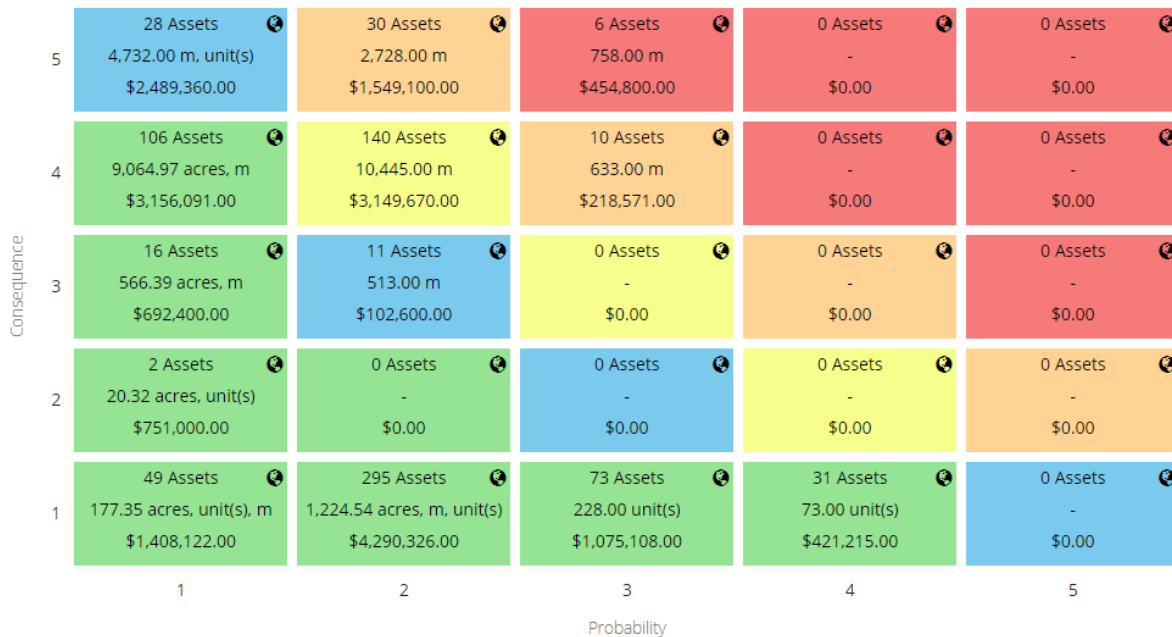 28 Assets
4,732.00 m, unit(s)
$2,489,360.00
30 Assets
2,728.00 m
$1,549,100.00
6 Assets
758.00 m
$454,800.00
0 Assets
-
$0.00
0 Assets
-
$0.00
5
106 Assets
9,064.97 acres, m
$3,156,091.00
140 Assets
10,445.00 m
$3,149,670.00
10 Assets
633.00 m
$218,571.00
0 Assets
-
$0.00
0 Assets
-
$0.00
4
16 Assets
566.39 acres, m
$692,400.00
11 Assets
513.00 m
$102,600.00
0 Assets
-
$0.00
0 Assets
-
$0.00
0 Assets
-
$0.00
3
Consequence
2 Assets
20.32 acres, unit(s)
$751,000.00
0 Assets
-
$0.00
0 Assets
-
$0.00
0 Assets
-
$0.00
0 Assets
-
$0.00
2
49 Assets
177.35 acres, unit(s), m
$1,408,122.00
295 Assets
1,224.54 acres, m, unit(s)
$4,290,326.00
73 Assets
228.00 unit(s)
$1,075,108.00
31 Assets
73.00 unit(s)
$421,215.00
0 Assets
-
$0.00
1
1
2
3
4
5
Probability